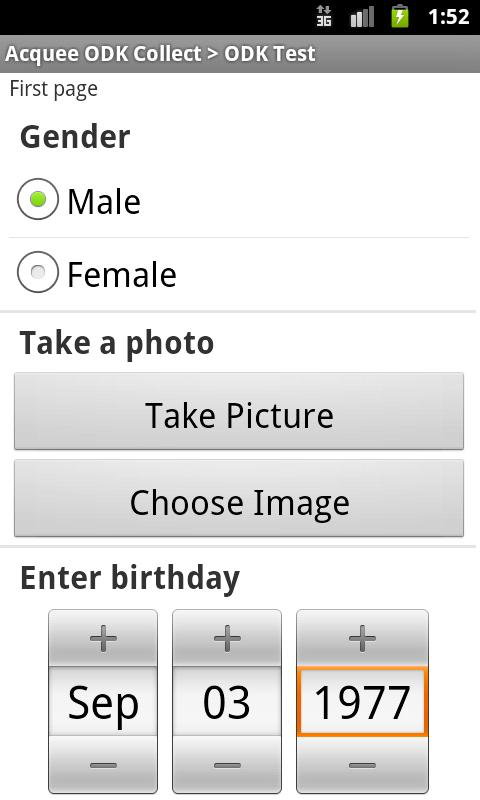 3G 1:52
Acquee ODK Collect > ODK Test
First page
Gender
Male
Female
Take a photo
Take Picture
Choose Image
Enter birthday
+ + +
Sep 03 1977
− − −